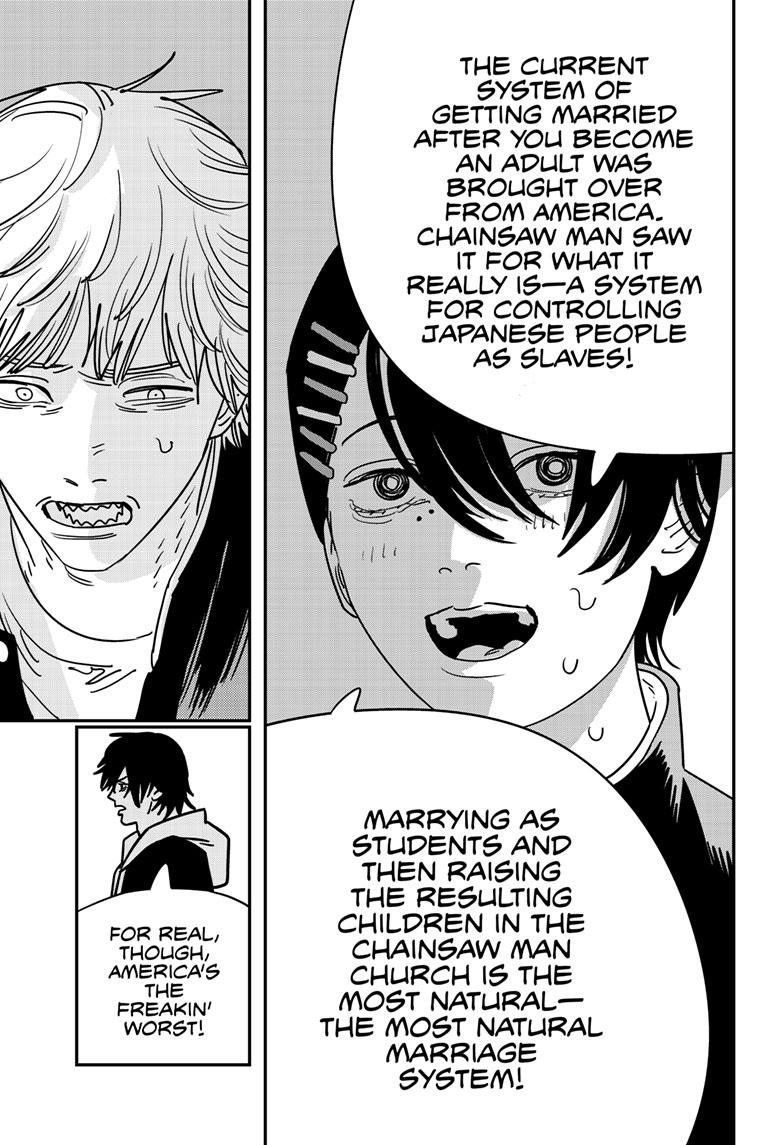 THE CURRENT
SYSTEM OF
GETTING MARRIED
AFTER YOU BECOME
AN ADULT WAS
BROUGHT OVER
FROM AMERICA.
CHAINSAW MAN SAW
IT FOR WHAT IT
REALLY IS—A SYSTEM
FOR CONTROLLING
JAPANESE PEOPLE
AS SLAVES!
MARRYING AS
STUDENTS AND
THEN RAISING
THE RESULTING
CHILDREN IN THE
CHAINSAW MAN
CHURCH IS THE
MOST NATURAL—
THE MOST NATURAL
MARRIAGE
SYSTEM!
FOR REAL,
THOUGH,
AMERICA'S
THE
FREAKIN'
WORST!